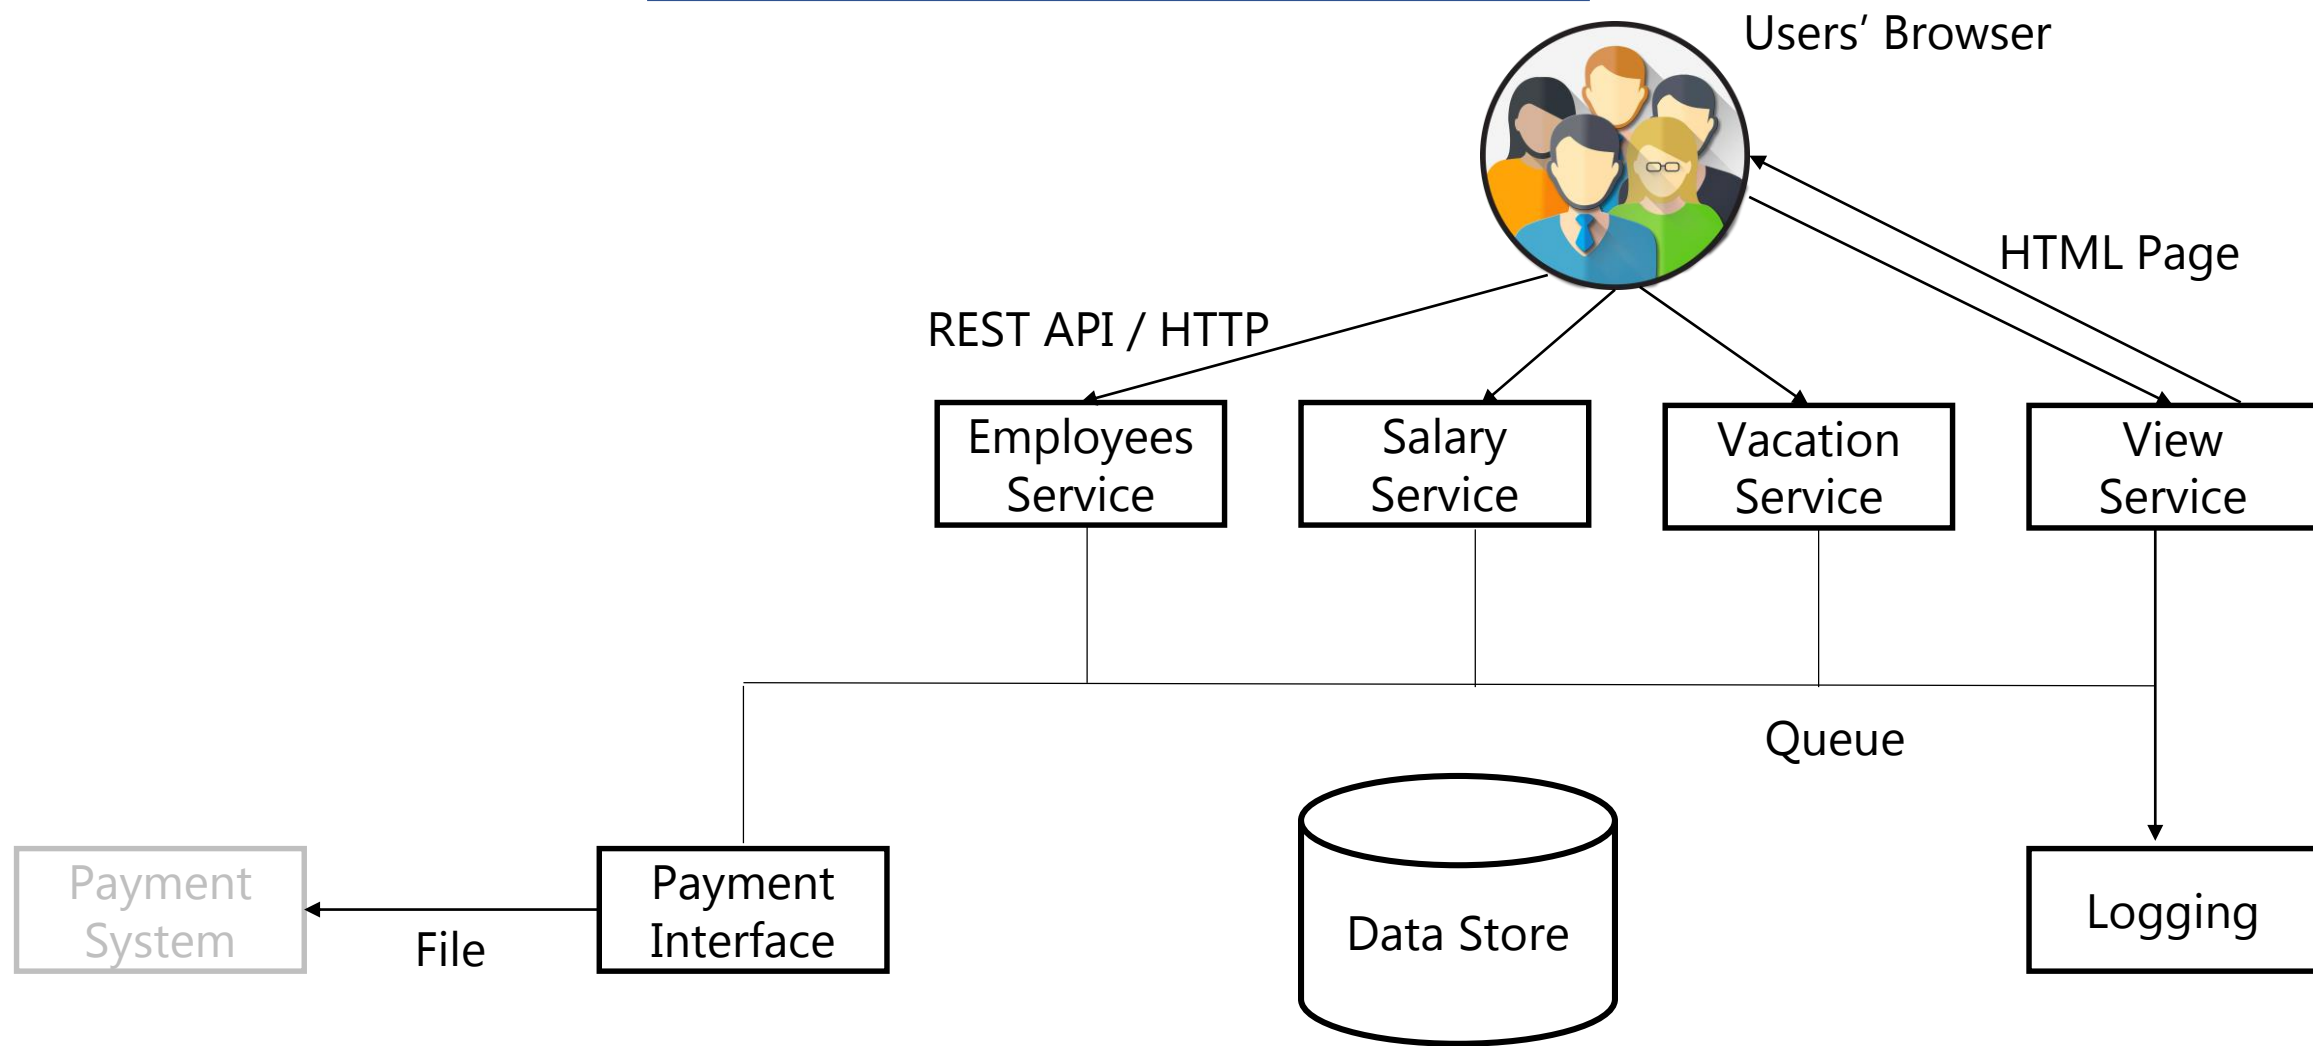 Users’ Browser
HTML Page
REST API / HTTP
Employees
Service
Salary
Service
Vacation
Service
View
Service
Queue
Payment
System
File
Payment
Interface
Data Store
Logging